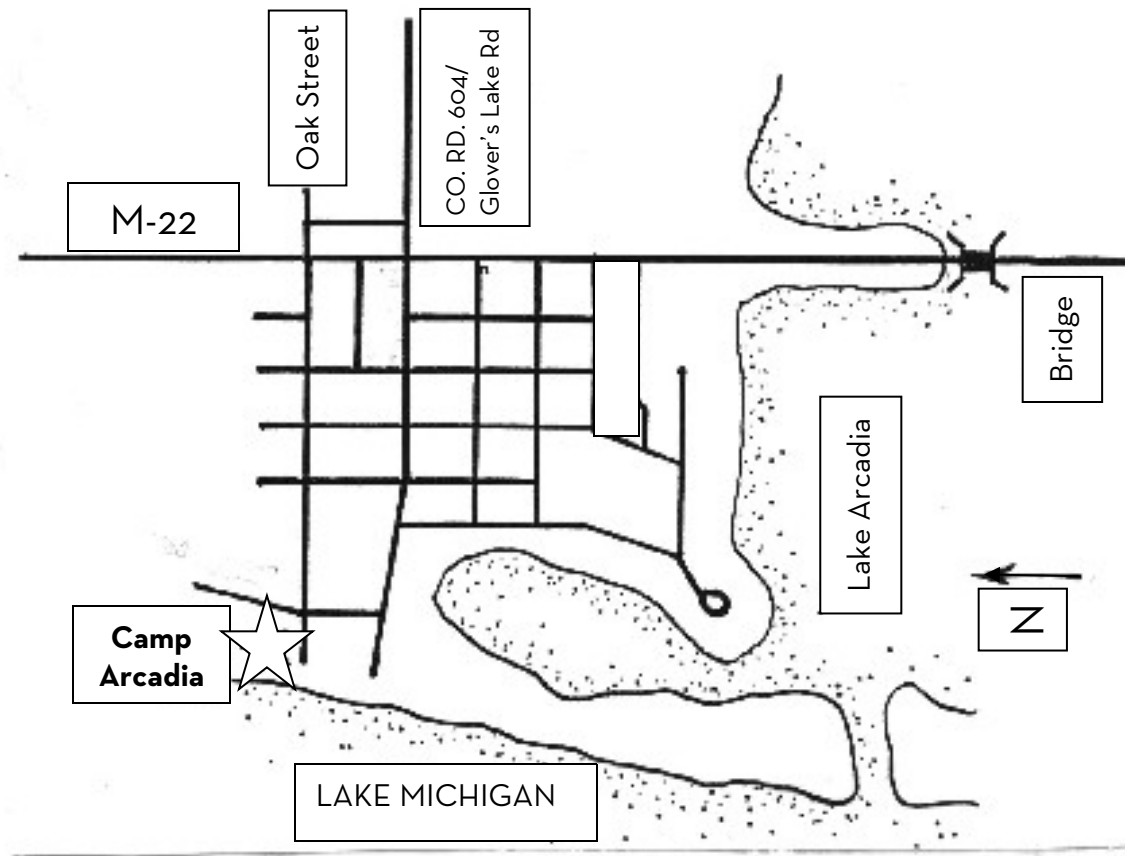 Oak Street
CO. RD. 604/
Glover's Lake Rd
M-22
Bridge
Lake Arcadia
N
Camp
Arcadia
LAKE MICHIGAN